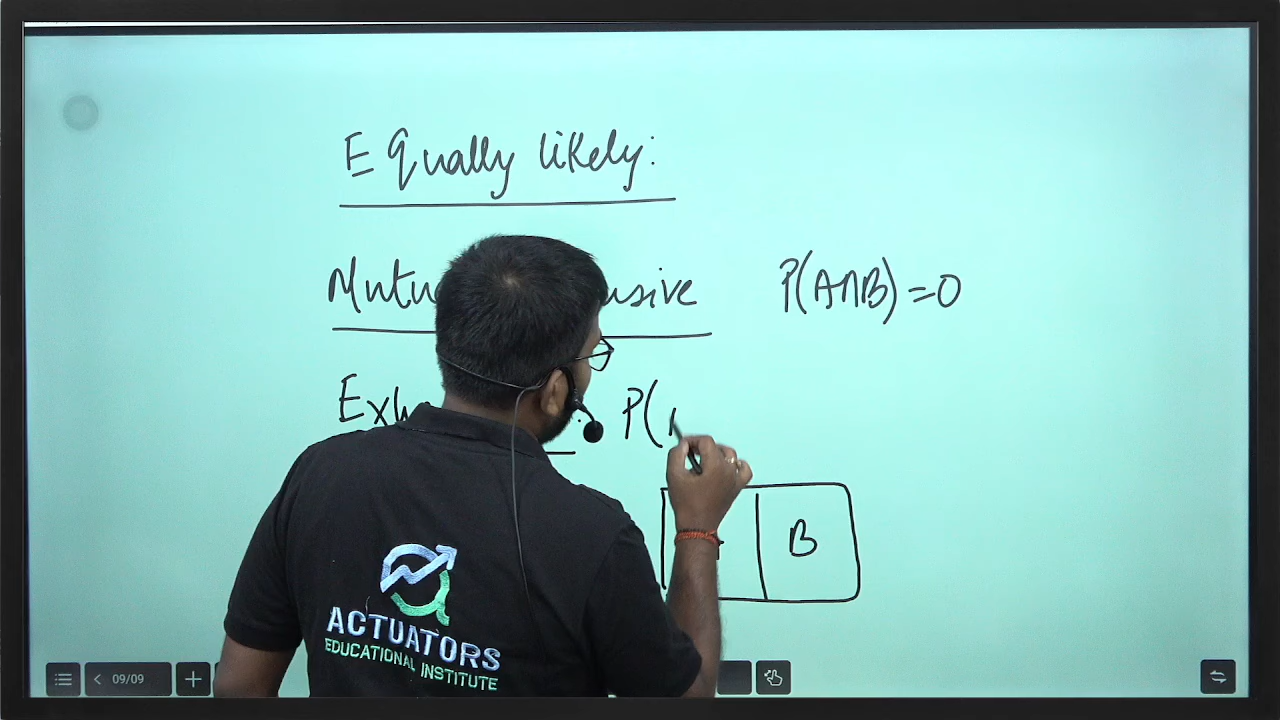 Equally likely:
P(A∩B)=0
P(
B
ACTUATORS
EDUCATIONAL INSTITUTE
09/09